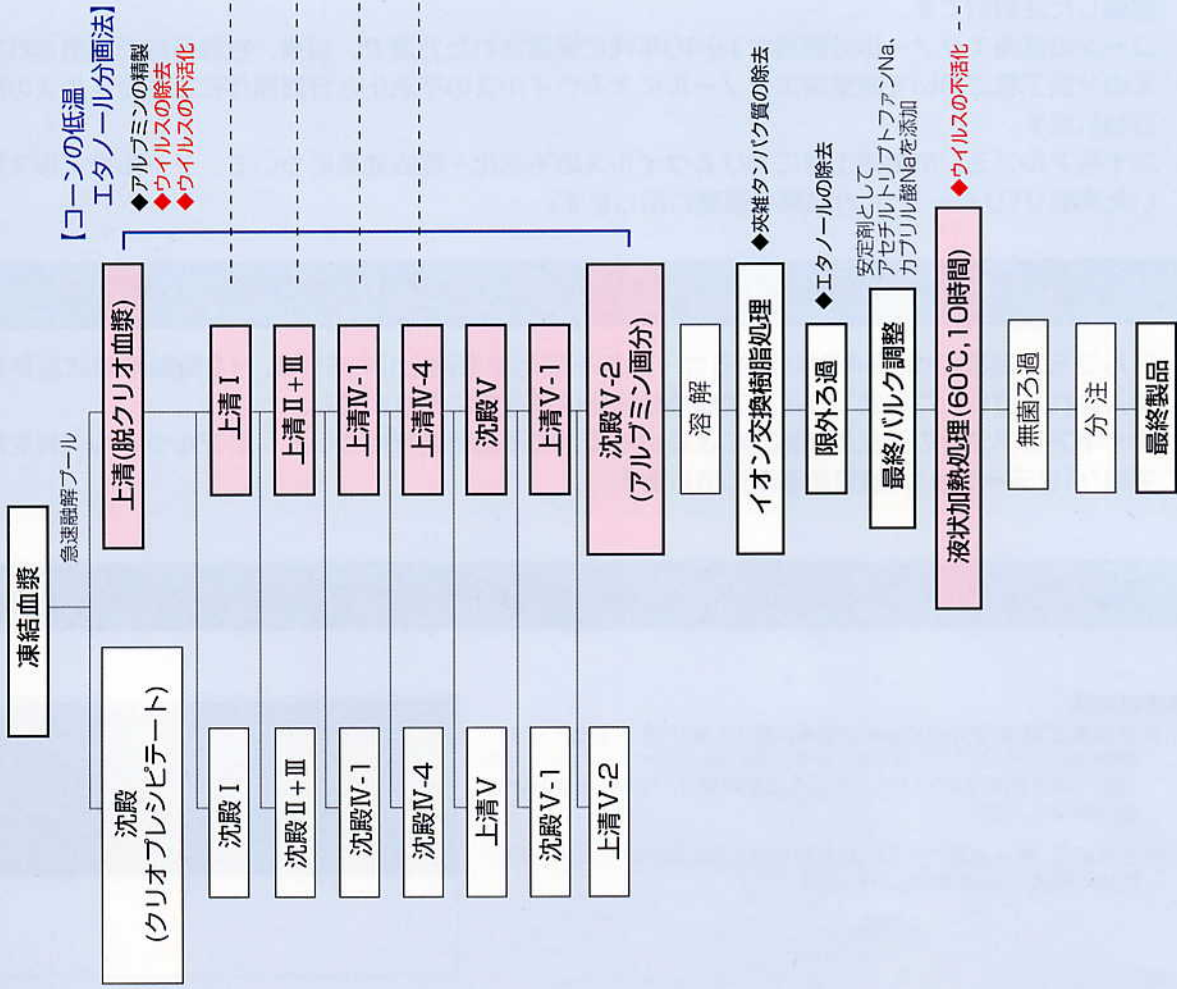 凍結血漿
急速融解プール
沈殿
(クリオプレシピテート)
上清(脱クリオ血漿)
【コーンの低温
エタノール分画法】
◆アルブミンの精製
◆ウイルスの除去
◆ウイルスの不活化
沈殿Ⅰ
上清Ⅰ
沈殿Ⅱ+Ⅲ
上清Ⅱ+Ⅲ
沈殿Ⅳ-1
上清Ⅳ-1
沈殿Ⅳ-4
上清Ⅳ-4
上清Ⅴ
沈殿Ⅴ
沈殿Ⅴ-1
上清Ⅴ-1
上清Ⅴ-2
沈殿Ⅴ-2
(アルブミン画分)
溶解
イオン交換樹脂処理
◆夾雑タンパク質の除去
限外ろ過
◆エタノールの除去
最終バルク調整
安定剤として
アセチルトリプトファンNa、
カプリル酸Naを添加
液状加熱処理(60℃,10時間)
◆ウイルスの不活化
無菌ろ過
分注
最終製品